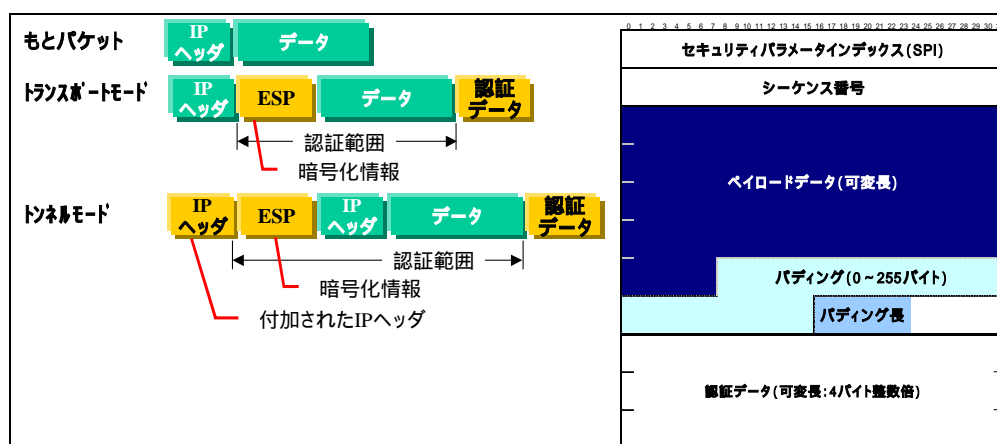 もとパケット
IP
ヘッダ
データ
トランスポートモード
IP
ヘッダ
ESP
データ
認証
データ
認証範囲
暗号化情報
トンネルモード
IP
ヘッダ
ESP
IP
ヘッダ
データ
認証
データ
認証範囲
暗号化情報
付加されたIPヘッダ
0 1 2 3 4 5 6 7 8 9 10 11 12 13 14 15 16 17 18 19 20 21 22 23 24 25 26 27 28 29 30
セキュリティパラメータインデックス(SPI)
シーケンス番号
ペイロードデータ(可変長)
パディング(0~255バイト)
パディング長
認証データ(可変長:4バイト整数倍)